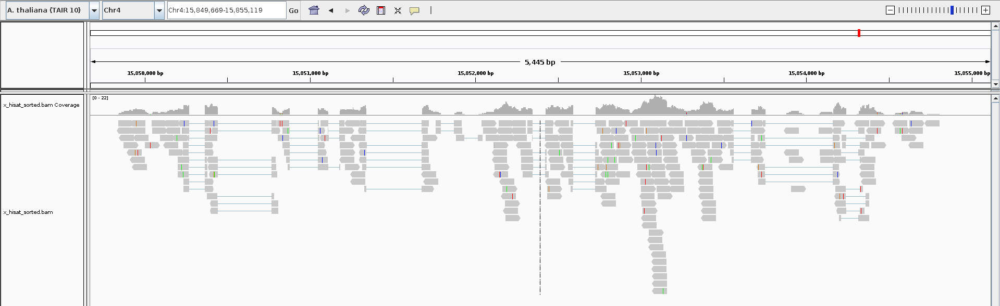 A. thaliana (TAIR 10) Chr4 Chr4:15,849,669-15,855,119 Go
5,445 bp
15,850,000 bp 15,851,000 bp 15,852,000 bp 15,853,000 bp 15,854,000 bp 15,855,000 bp
[0 - 22]
x_hisat_sorted.bam Coverage
x_hisat_sorted.bam